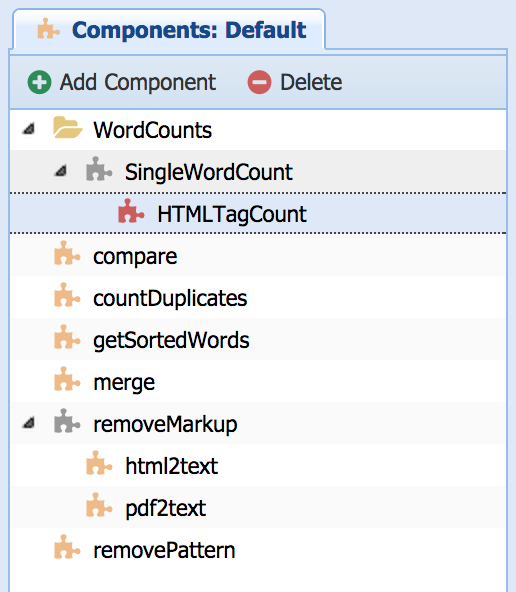 Components: Default
Add Component Delete
WordCounts
SingleWordCount
HTMLTagCount
compare
countDuplicates
getSortedWords
merge
removeMarkup
html2text
pdf2text
removePattern